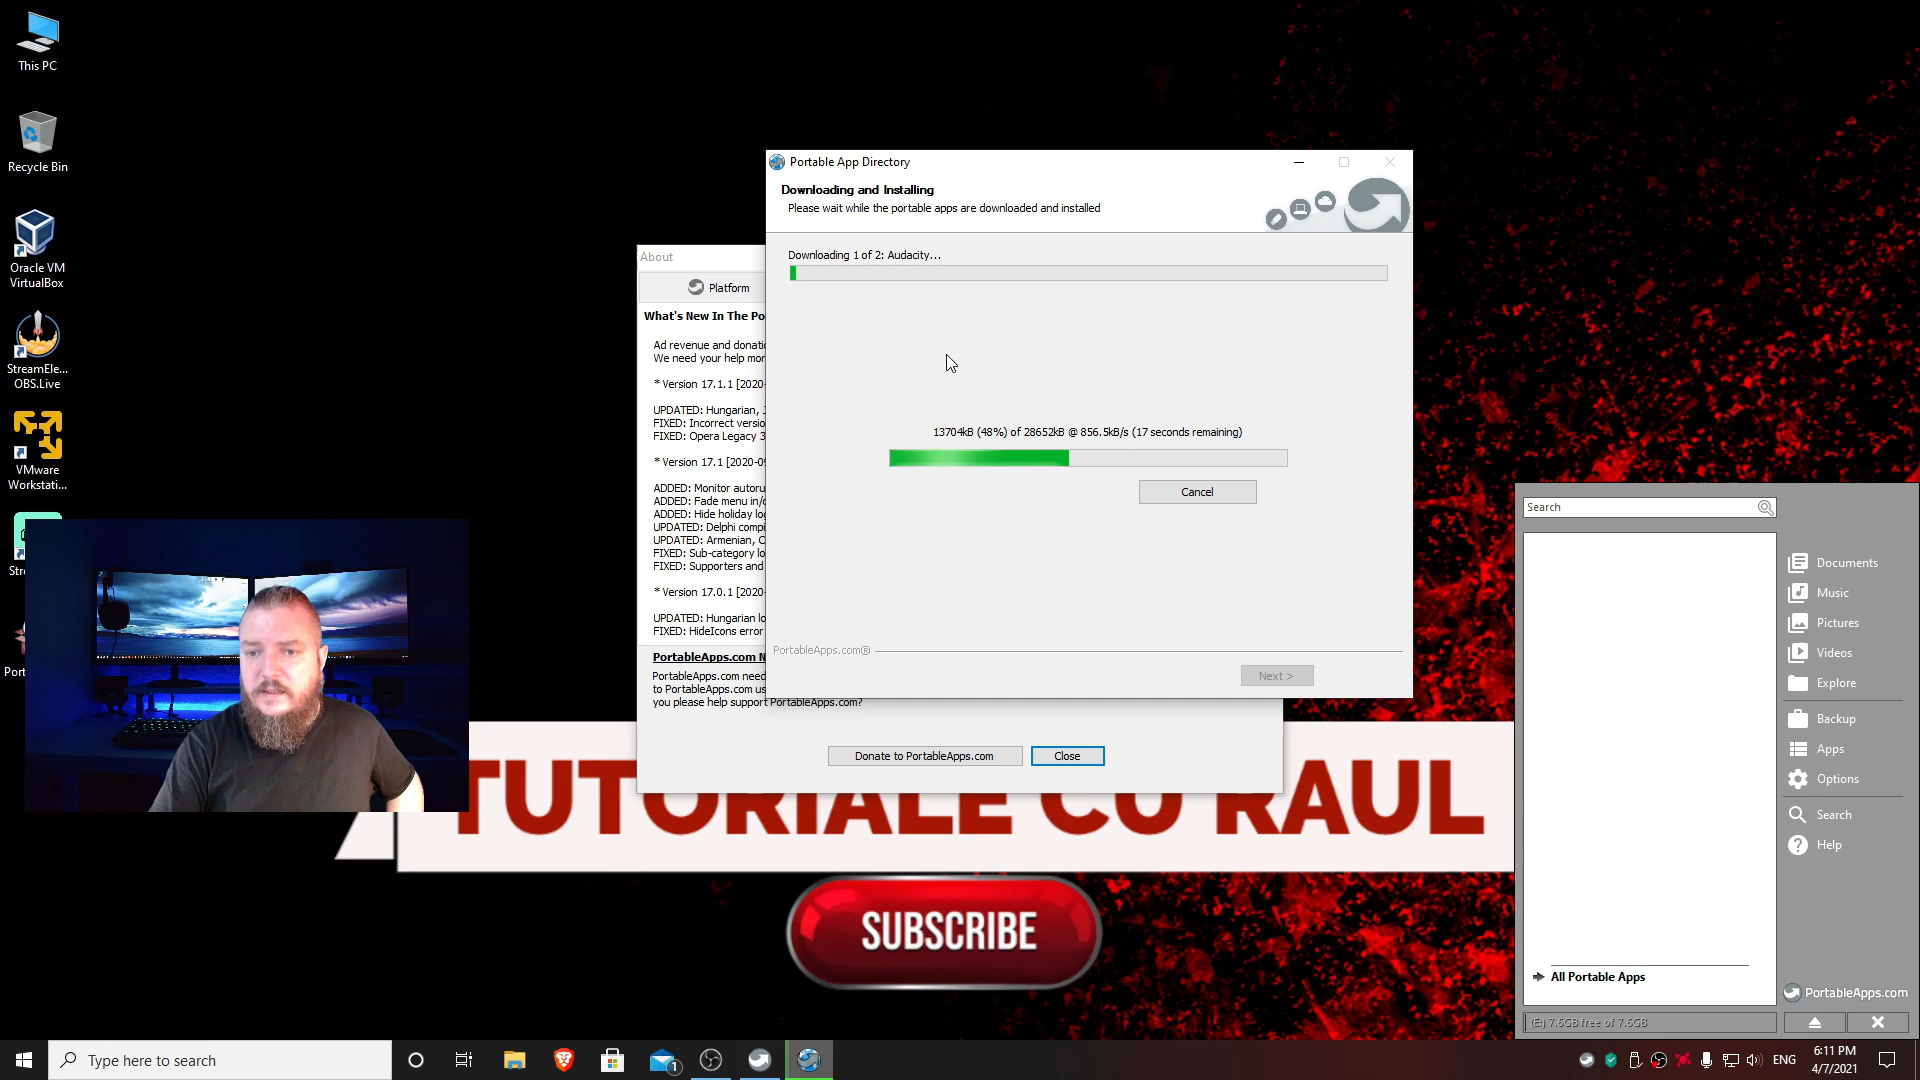 This PC
Recycle Bin
Oracle VM
VirtualBox
StreamEle...
OBS.Live
VMware
Workstati...
Str
Port
About
Platform
What's New In The Po
Ad revenue and donati
We need your help mor
* Version 17.1.1 [2020-
UPDATED: Hungarian, J
FIXED: Incorrect versio
FIXED: Opera Legacy 3
* Version 17.1 [2020-09
ADDED: Monitor autoru
ADDED: Fade menu in/o
ADDED: Hide holiday log
UPDATED: Delphi compi
UPDATED: Armenian, C
FIXED: Sub-category lo
FIXED: Supporters and
* Version 17.0.1 [2020-
UPDATED: Hungarian lo
FIXED: HideIcons error
PortableApps.com N
PortableApps.com need
to PortableApps.com us
you please help support PortableApps.com?
Donate to PortableApps.com
Close
Portable App Directory
Downloading and Installing
Please wait while the portable apps are downloaded and installed
Downloading 1 of 2: Audacity...
13704kB (48%) of 28652kB @ 856.5kB/s (17 seconds remaining)
Cancel
PortableApps.com®
Next >
TUTORIALE CU RAUL
SUBSCRIBE
Search
Documents
Music
Pictures
Videos
Explore
Backup
Apps
Options
Search
Help
All Portable Apps
PortableApps.com
(E:) 7.6GB free of 7.6GB
Type here to search
1
ENG
6:11 PM
4/7/2021